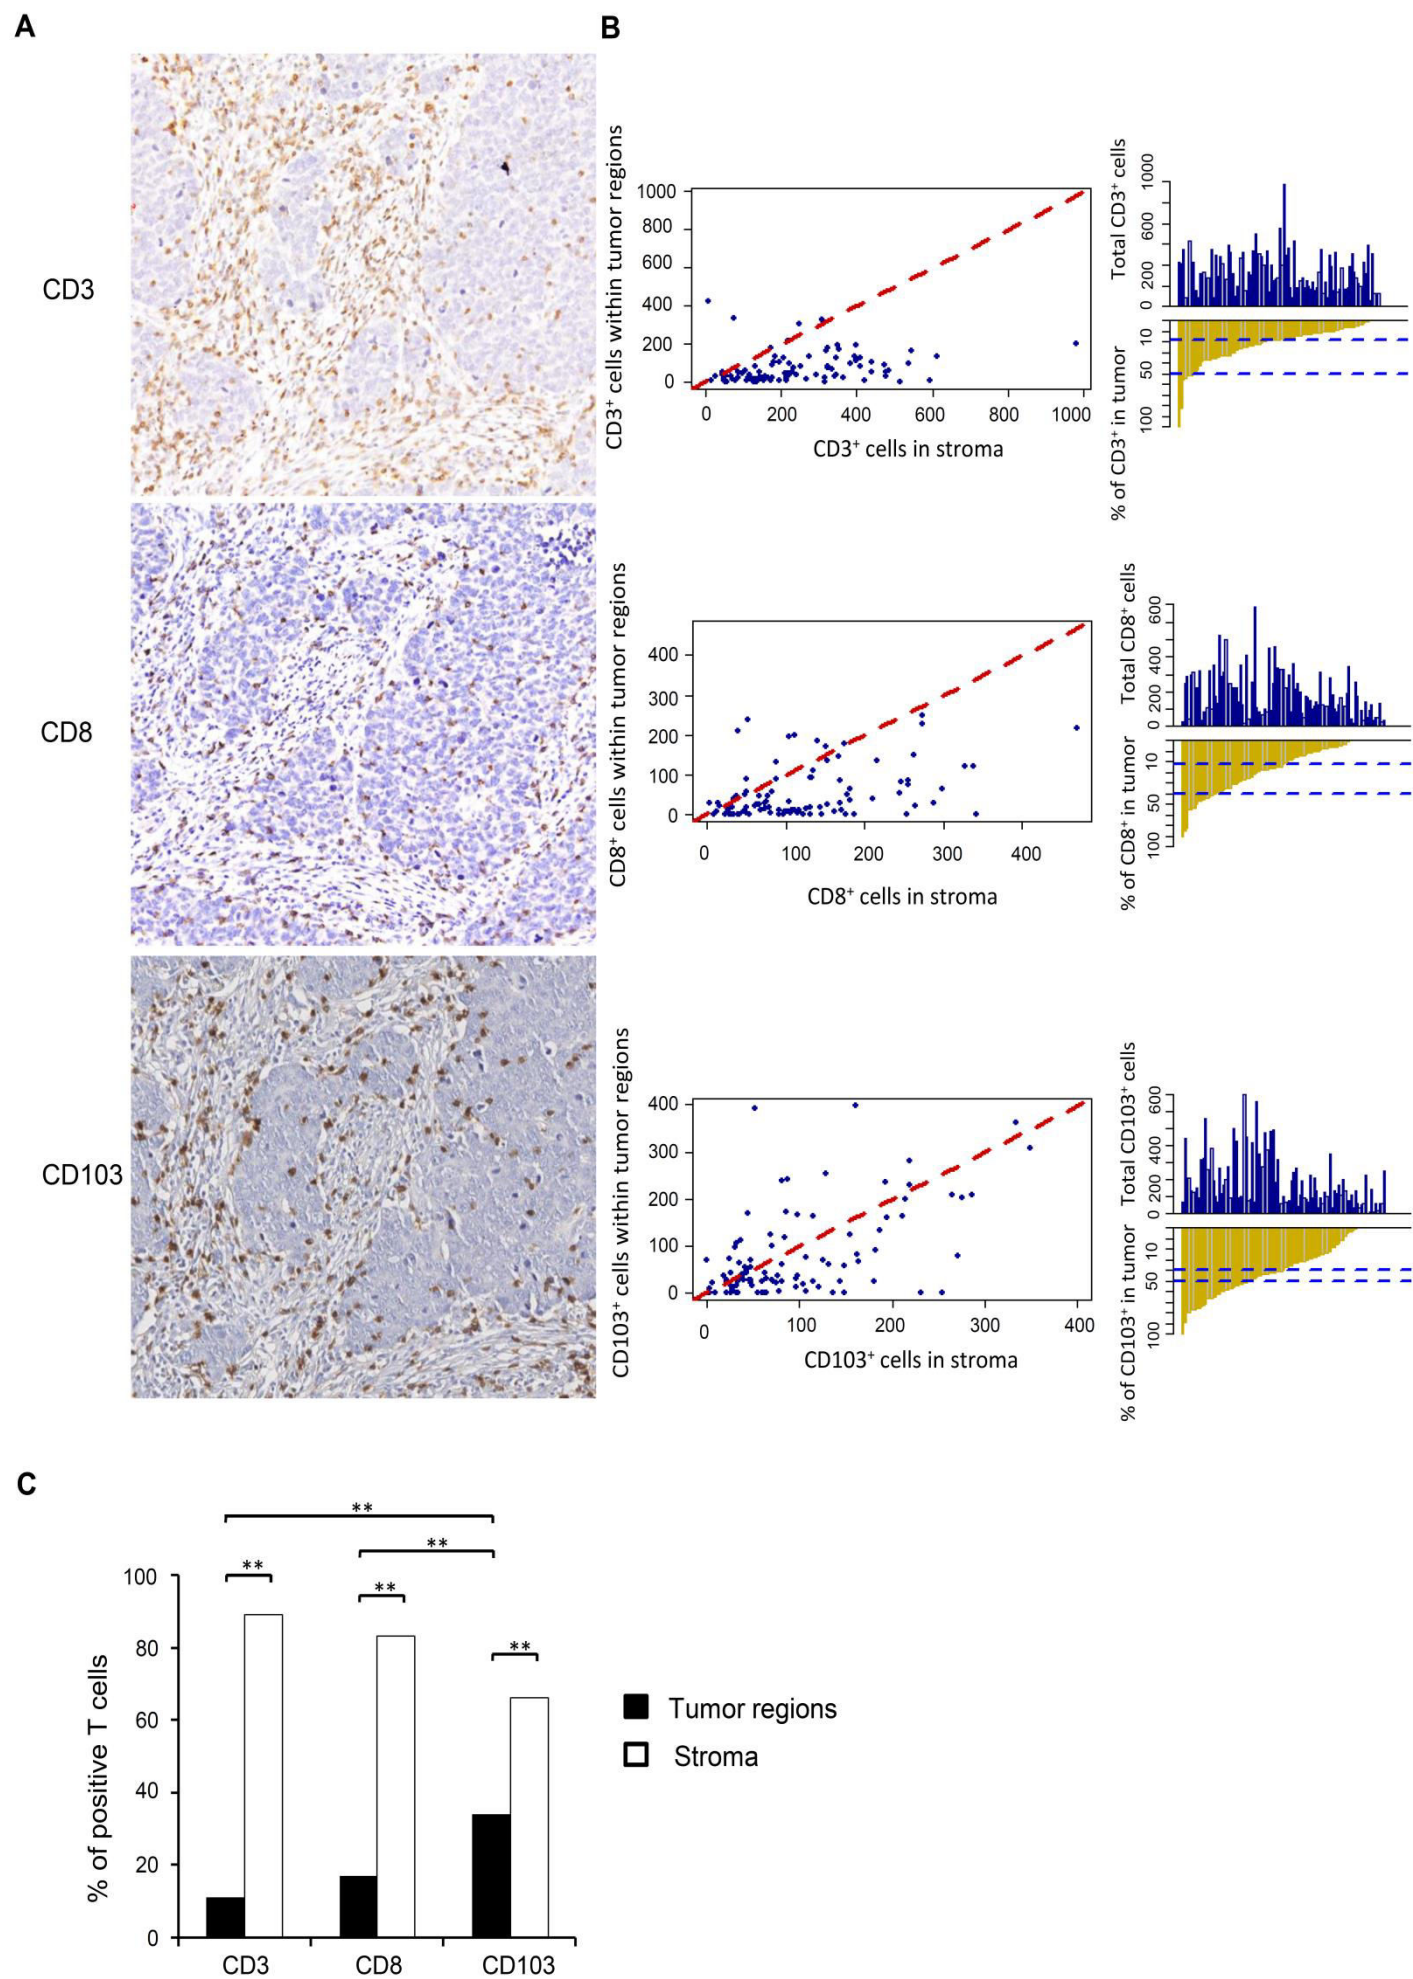 A
B
CD3
CD3⁺ cells within tumor regions
1000
800
600
400
200
0
0 200 400 600 800 1000
CD3⁺ cells in stroma
Total CD3⁺ cells
0 200 600 1000
% of CD3⁺ in tumor
100 50 10
CD8
CD8⁺ cells within tumor regions
400
300
200
100
0
0 100 200 300 400
CD8⁺ cells in stroma
Total CD8⁺ cells
0 200 400 600
% of CD8⁺ in tumor
100 50 10
CD103
CD103⁺ cells within tumor regions
400
300
200
100
0
0 100 200 300 400
CD103⁺ cells in stroma
Total CD103⁺ cells
0 200 400 600
% of CD103⁺ in tumor
100 50 10
C
**
**
** ** **
% of positive T cells
100
80
60
40
20
0
CD3 CD8 CD103
Tumor regions
Stroma